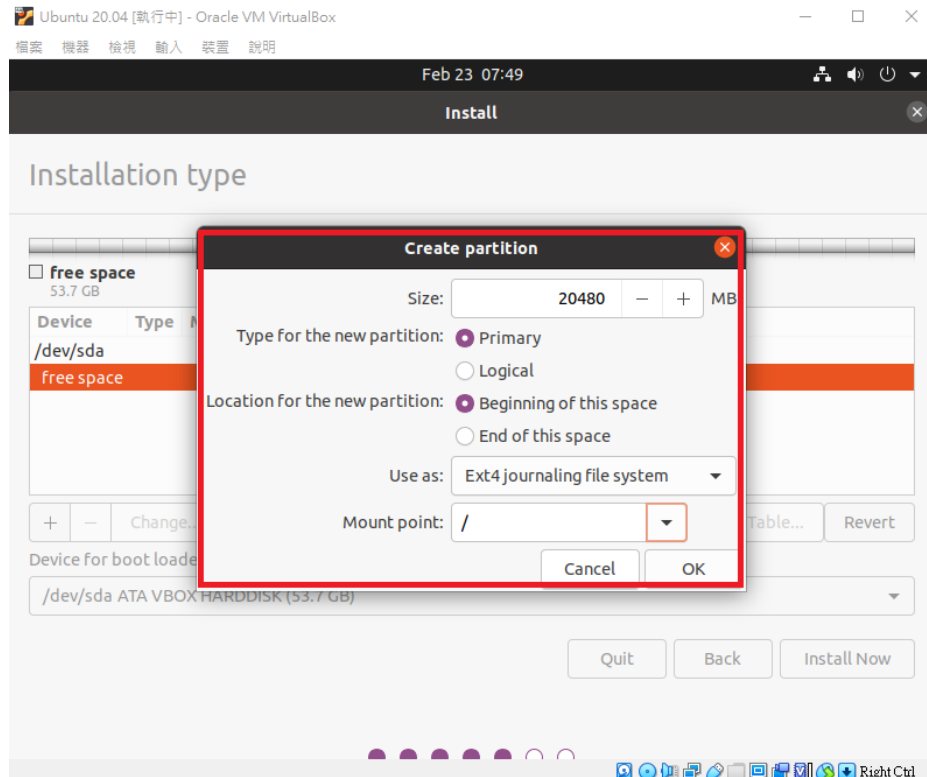 Ubuntu 20.04 [執行中] - Oracle VM VirtualBox
檔案 機器 檢視 輸入 裝置 說明
Feb 23 07:49
Install
Installation type
Create partition
free space
53.7 GB
Size: 20480 — + MB
Device Type
Type for the new partition: Primary
/dev/sda
Logical
free space
Location for the new partition: Beginning of this space
End of this space
Use as: Ext4 journaling file system
Mount point: /
+ — Change... Table... Revert
Cancel OK
Device for boot loade
/dev/sda ATA VBOX HARDDISK (53.7 GB)
Quit Back Install Now
Right Ctrl